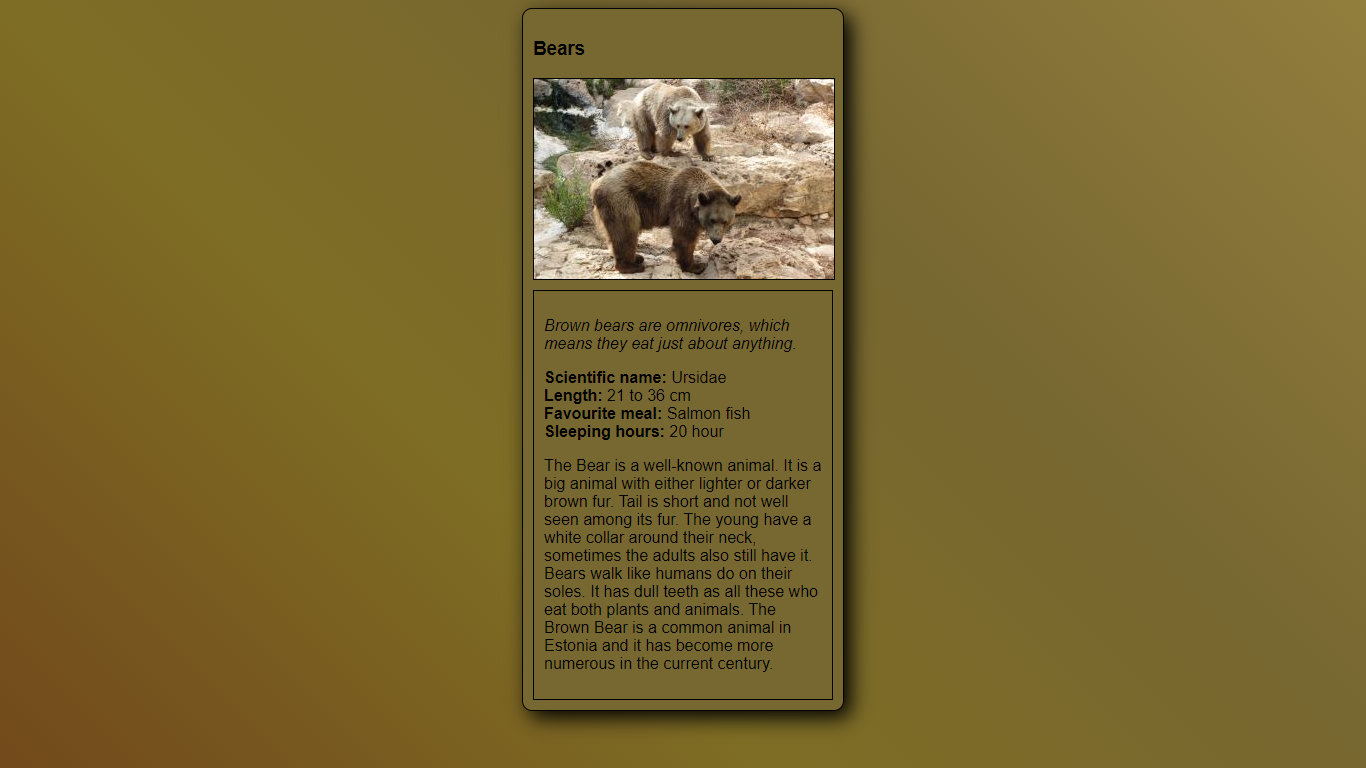 Bears
Brown bears are omnivores, which
means they eat just about anything.
Scientific name: Ursidae
Length: 21 to 36 cm
Favourite meal: Salmon fish
Sleeping hours: 20 hour
The Bear is a well-known animal. It is a
big animal with either lighter or darker
brown fur. Tail is short and not well
seen among its fur. The young have a
white collar around their neck,
sometimes the adults also still have it.
Bears walk like humans do on their
soles. It has dull teeth as all these who
eat both plants and animals. The
Brown Bear is a common animal in
Estonia and it has become more
numerous in the current century.